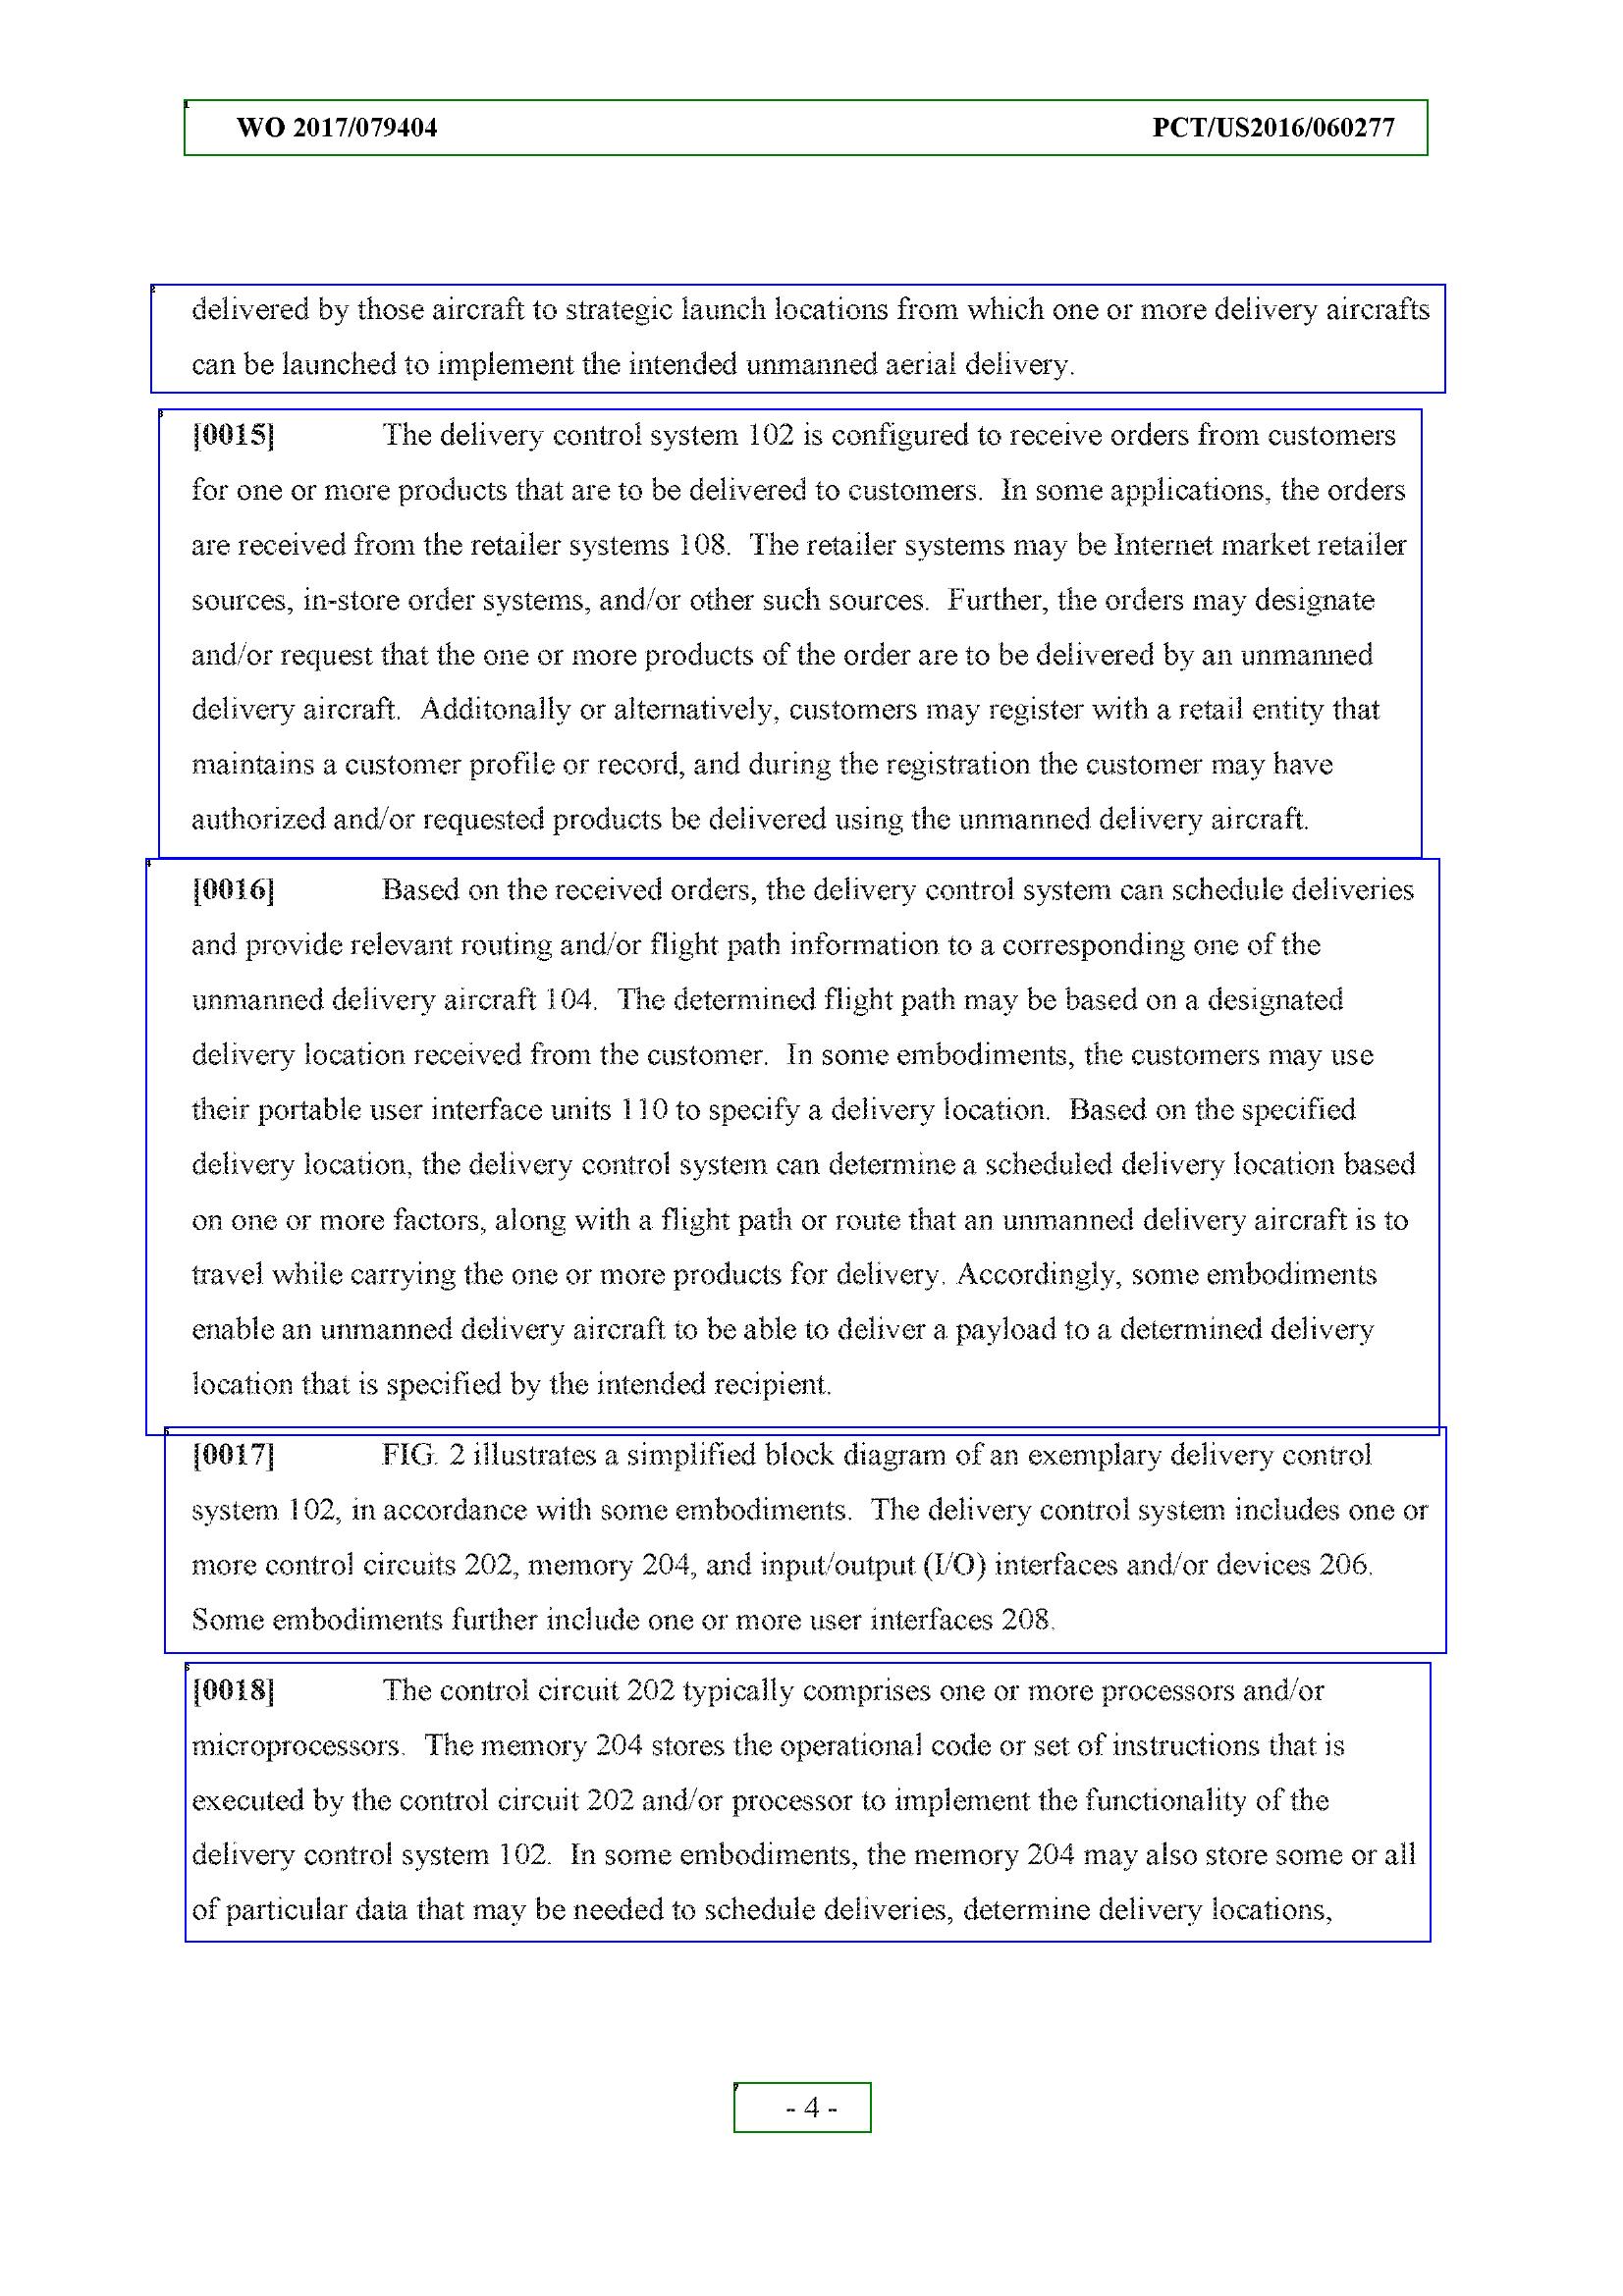 WO 2017/079404 PCT/US2016/060277
delivered by those aircraft to strategic launch locations from which one or more delivery aircrafts
can be launched to implement the intended unmanned aerial delivery.
[0015] The delivery control system 102 is configured to receive orders from customers
for one or more products that are to be delivered to customers. In some applications, the orders
are received from the retailer systems 108. The retailer systems may be Internet market retailer
sources, in-store order systems, and/or other such sources. Further, the orders may designate
and/or request that the one or more products of the order are to be delivered by an unmanned
delivery aircraft. Additonally or alternatively, customers may register with a retail entity that
maintains a customer profile or record, and during the registration the customer may have
authorized and/or requested products be delivered using the unmanned delivery aircraft.
[0016] Based on the received orders, the delivery control system can schedule deliveries
and provide relevant routing and/or flight path information to a corresponding one of the
unmanned delivery aircraft 104. The determined flight path may be based on a designated
delivery location received from the customer. In some embodiments, the customers may use
their portable user interface units 110 to specify a delivery location. Based on the specified
delivery location, the delivery control system can determine a scheduled delivery location based
on one or more factors, along with a flight path or route that an unmanned delivery aircraft is to
travel while carrying the one or more products for delivery. Accordingly, some embodiments
enable an unmanned delivery aircraft to be able to deliver a payload to a determined delivery
location that is specified by the intended recipient.
[0017] FIG. 2 illustrates a simplified block diagram of an exemplary delivery control
system 102, in accordance with some embodiments. The delivery control system includes one or
more control circuits 202, memory 204, and input/output (I/O) interfaces and/or devices 206.
Some embodiments further include one or more user interfaces 208.
[0018] The control circuit 202 typically comprises one or more processors and/or
microprocessors. The memory 204 stores the operational code or set of instructions that is
executed by the control circuit 202 and/or processor to implement the functionality of the
delivery control system 102. In some embodiments, the memory 204 may also store some or all
of particular data that may be needed to schedule deliveries, determine delivery locations,
- 4 -